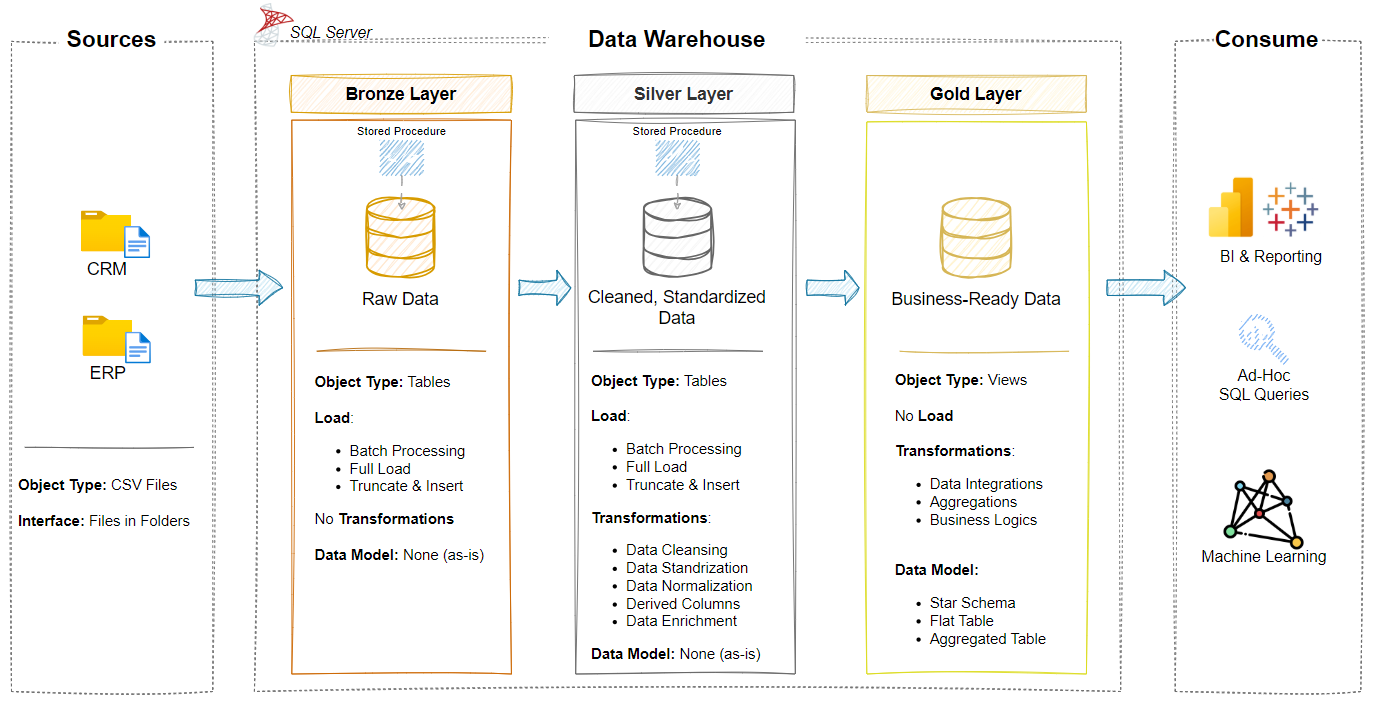 Sources
CRM
ERP
Object Type: CSV Files
Interface: Files in Folders
SQL Server
Data Warehouse
Bronze Layer
Stored Procedure
Raw Data
Object Type: Tables
Load:
• Batch Processing
• Full Load
• Truncate & Insert
No Transformations
Data Model: None (as-is)
Silver Layer
Stored Procedure
Cleaned, Standardized
Data
Object Type: Tables
Load:
• Batch Processing
• Full Load
• Truncate & Insert
Transformations:
• Data Cleansing
• Data Standrization
• Data Normalization
• Derived Columns
• Data Enrichment
Data Model: None (as-is)
Gold Layer
Business-Ready Data
Object Type: Views
No Load
Transformations:
• Data Integrations
• Aggregations
• Business Logics
Data Model:
• Star Schema
• Flat Table
• Aggregated Table
Consume
BI & Reporting
Ad-Hoc
SQL Queries
Machine Learning